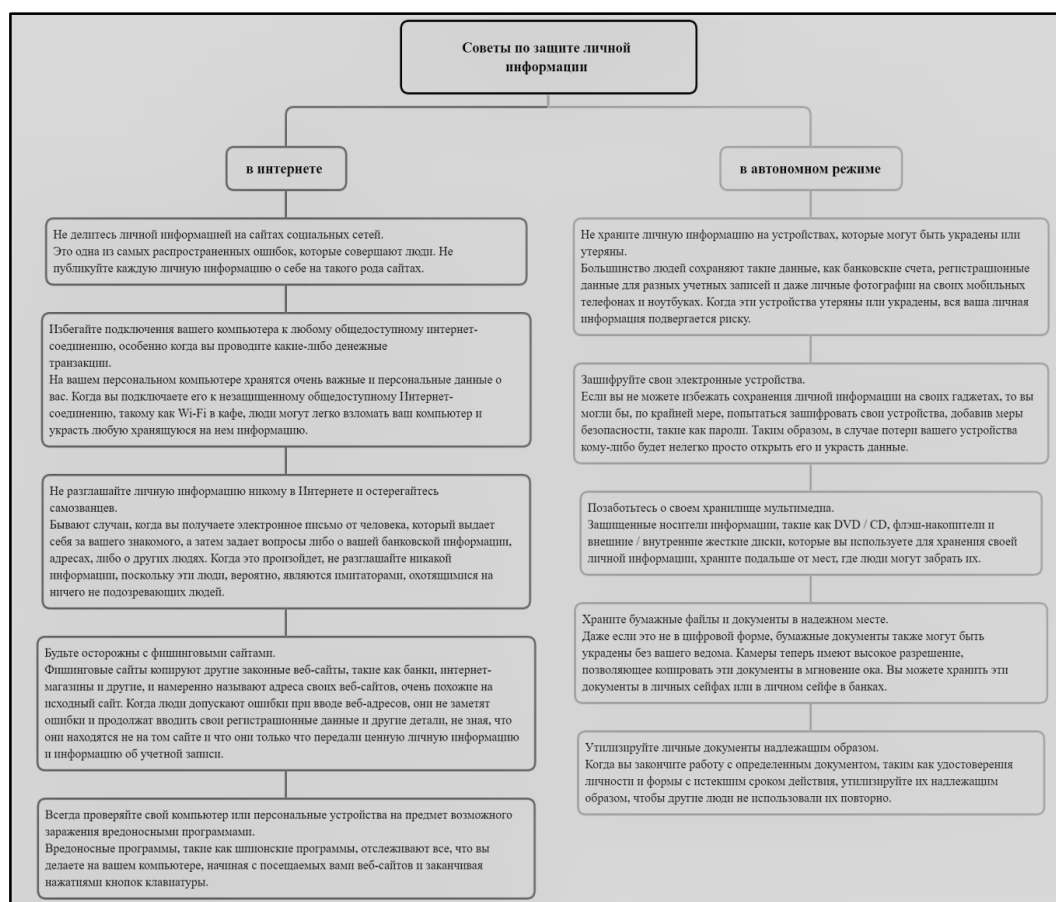 Советы по защите личной
информации
в интернете
Не делитесь личной информацией на сайтах социальных сетей.
Это одна из самых распространенных ошибок, которые совершают люди. Не
публикуйте каждую личную информацию о себе на такого рода сайтах.
Избегайте подключения вашего компьютера к любому общедоступному интернет-
соединению, особенно когда вы проводите какие-либо денежные
транзакции.
На вашем персональном компьютере хранятся очень важные и персональные данные о
вас. Когда вы подключаете его к незащищенному общедоступному Интернет-
соединению, такому как Wi-Fi в кафе, люди могут легко взломать ваш компьютер и
украсть любую хранящуюся на нем информацию.
Не разглашайте личную информацию никому в Интернете и остерегайтесь
самозванцев.
Бывают случаи, когда вы получаете электронное письмо от человека, который выдает
себя за вашего знакомого, а затем задает вопросы либо о вашей банковской информации,
адресах, либо о других людях. Когда это произойдет, не разглашайте никакой
информации, поскольку эти люди, вероятно, являются имитаторами, охотящимися на
ничего не подозревающих людей.
Будьте осторожны с фишинговыми сайтами.
Фишинговые сайты копируют другие законные веб-сайты, такие как банки, интернет-
магазины и другие, и намеренно называют адреса своих веб-сайтов, очень похожие на
исходный сайт. Когда люди допускают ошибки при вводе веб-адресов, они не заметят
ошибки и продолжат вводить свои регистрационные данные и другие детали, не зная, что
они находятся не на том сайте и что они только что передали ценную личную информацию
и информацию об учетной записи.
Всегда проверяйте свой компьютер или персональные устройства на предмет возможного
заражения вредоносными программами.
Вредоносные программы, такие как шпионские программы, отслеживают все, что вы
делаете на вашем компьютере, начиная с посещаемых вами веб-сайтов и заканчивая
нажатиями кнопок клавиатуры.
в автономном режиме
Не храните личную информацию на устройствах, которые могут быть украдены или
утеряны.
Большинство людей сохраняют такие данные, как банковские счета, регистрационные
данные для разных учетных записей и даже личные фотографии на своих мобильных
телефонах и ноутбуках. Когда эти устройства утеряны или украдены, вся ваша личная
информация подвергается риску.
Зашифруйте свои электронные устройства.
Если вы не можете избежать сохранения личной информации на своих гаджетах, то вы
могли бы, по крайней мере, попытаться зашифровать свои устройства, добавив меры
безопасности, такие как пароли. Таким образом, в случае потери вашего устройства
кому-либо будет нелегко просто открыть его и украсть данные.
Позаботьтесь о своем хранилище мультимедиа.
Защищенные носители информации, такие как DVD / CD, флэш-накопители и
внешние / внутренние жесткие диски, которые вы используете для хранения своей
личной информации, храните подальше от мест, где люди могут забрать их.
Храните бумажные файлы и документы в надежном месте.
Даже если это не в цифровой форме, бумажные документы также могут быть
украдены без вашего ведома. Камеры теперь имеют высокое разрешение,
позволяющее копировать эти документы в мгновение ока. Вы можете хранить эти
документы в личных сейфах или в личном сейфе в банках.
Утилизируйте личные документы надлежащим образом.
Когда вы закончите работу с определенным документом, таким как удостоверения
личности и формы с истекшим сроком действия, утилизируйте их надлежащим
образом, чтобы другие люди не использовали их повторно.